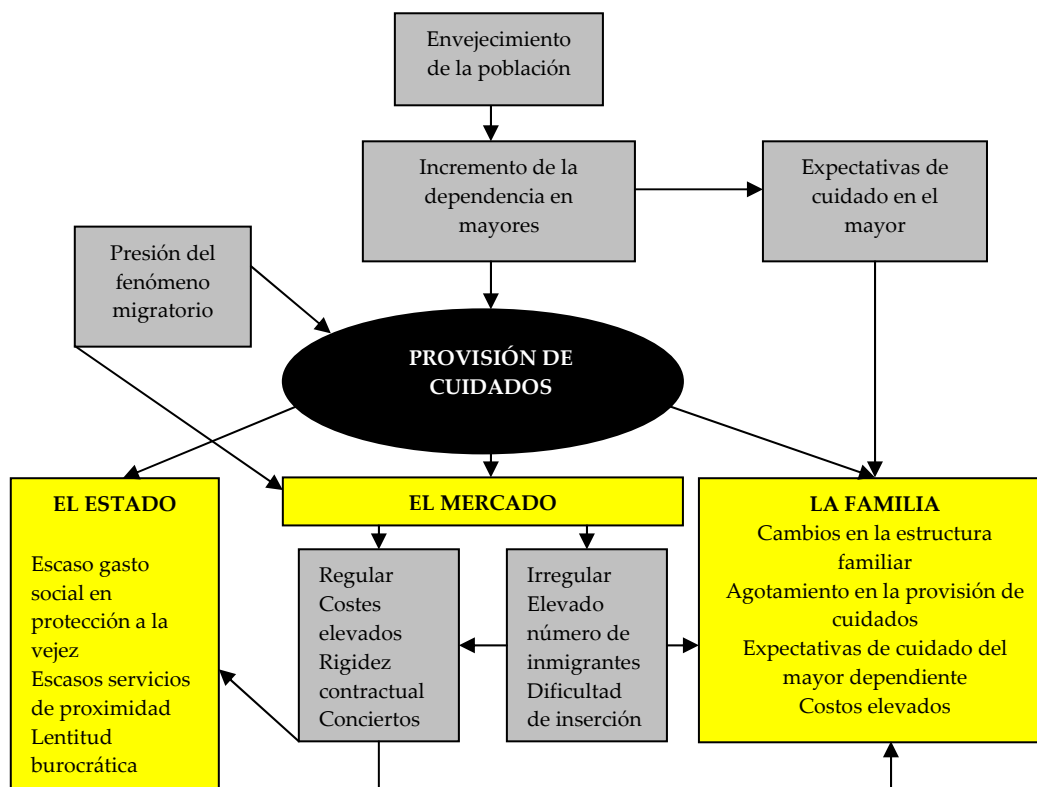 Envejecimiento
de la población
Incremento de la
dependencia en
mayores
Expectativas de
cuidado en el
mayor
Presión del
fenómeno
migratorio
PROVISIÓN DE
CUIDADOS
EL ESTADO
Escaso gasto
social en
protección a la
vejez
Escasos servicios
de proximidad
Lentitud
burocrática
EL MERCADO
Regular
Costes
elevados
Rigidez
contractual
Conciertos
Irregular
Elevado
número de
inmigrantes
Dificultad
de inserción
LA FAMILIA
Cambios en la estructura
familiar
Agotamiento en la provisión de
cuidados
Expectativas de cuidado del
mayor dependiente
Costos elevados